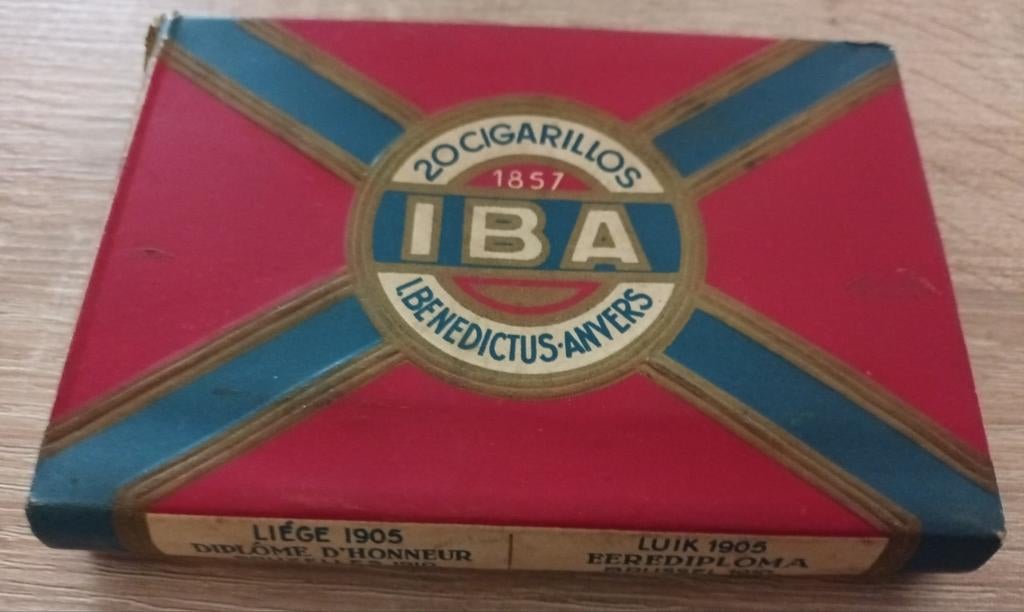 20 CIGARILLOS
1857
IBA
I. BENEDICTUS·ANVERS
LIÉGE 1905
DIPLÔME D'HONNEUR
LUIK 1905
EEREDIPLOMA